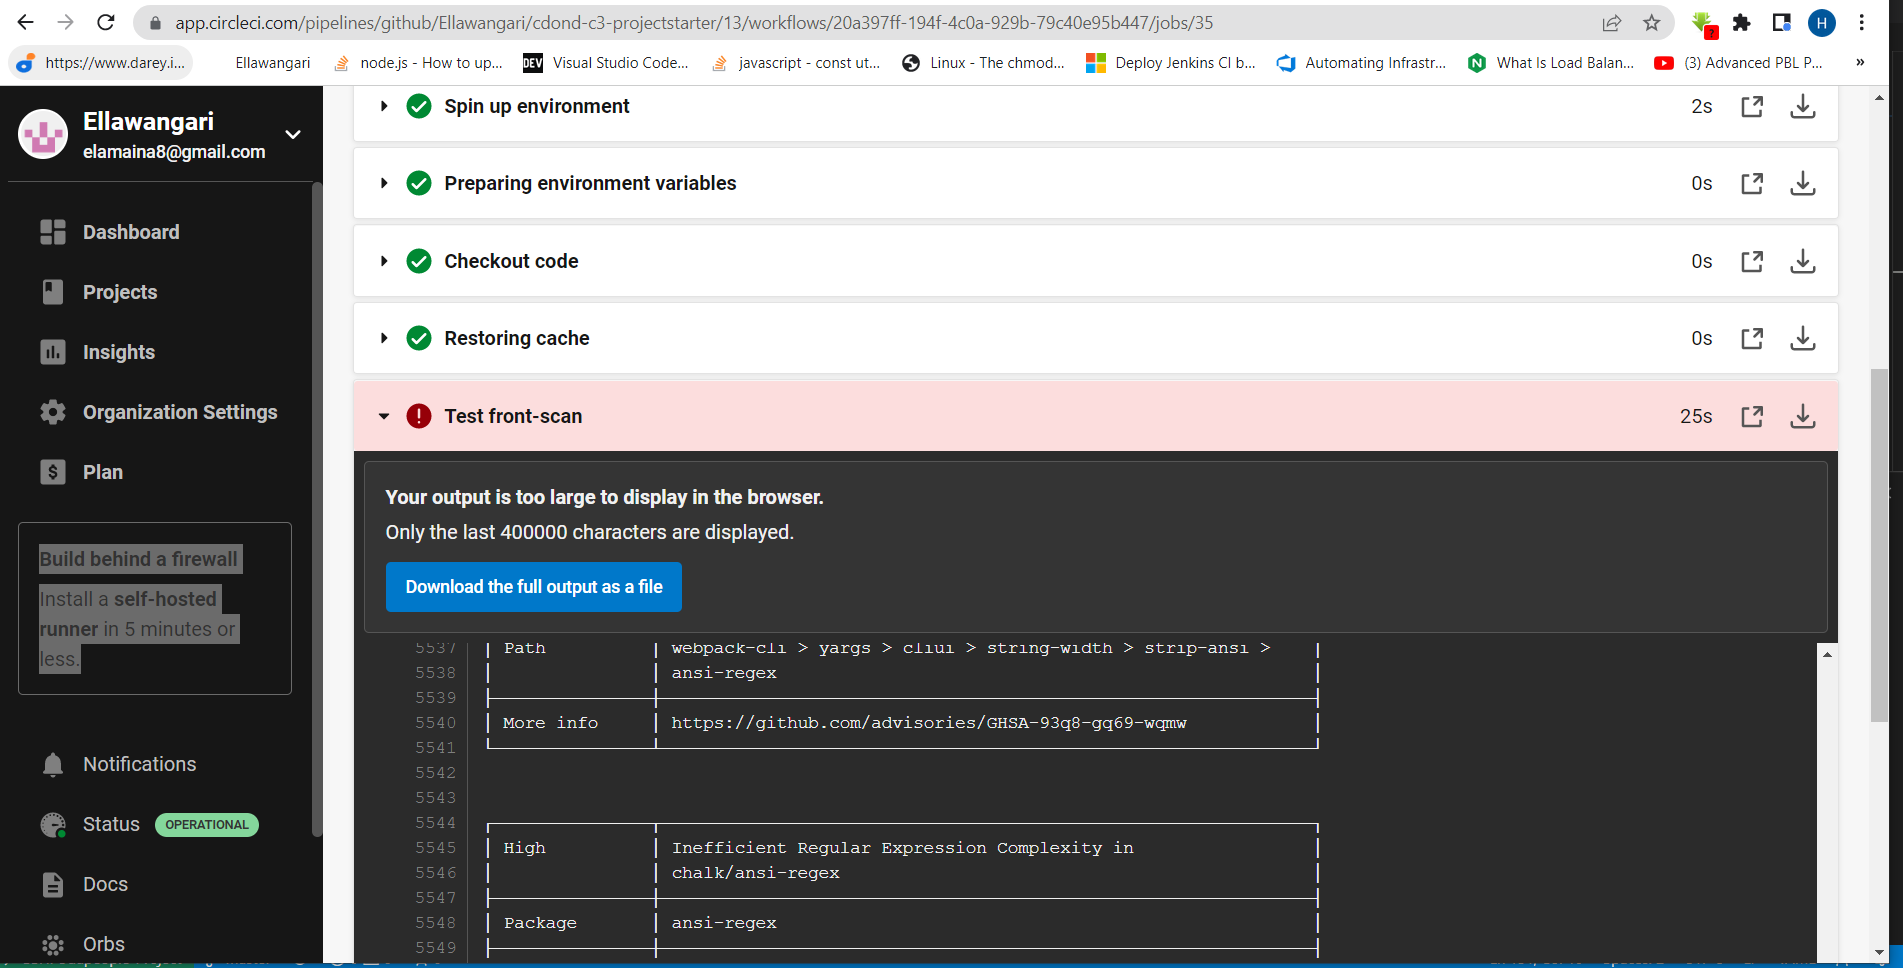 app.circleci.com/pipelines/github/Ellawangari/cdond-c3-projectstarter/13/workflows/20a397ff-194f-4c0a-929b-79c40e95b447/jobs/35
?
H
https://www.darey.i...
Ellawangari
node.js - How to up...
DEV
Visual Studio Code...
javascript - const ut...
Linux - The chmod...
Deploy Jenkins CI b...
Automating Infrastr...
N
What Is Load Balan...
(3) Advanced PBL P...
»
Ellawangari
elamaina8@gmail.com
Dashboard
Projects
Insights
Organization Settings
$
Plan
Build behind a firewall
Install a self-hosted
runner in 5 minutes or
less.
Notifications
Status OPERATIONAL
Docs
Orbs
Spin up environment 2s
Preparing environment variables 0s
Checkout code 0s
Restoring cache 0s
Test front-scan 25s
Your output is too large to display in the browser.
Only the last 400000 characters are displayed.
Download the full output as a file
5537 │ Path │ webpack-cli > yargs > cliui > string-width > strip-ansi > │
5538 │ │ ansi-regex │
5539
5540 │ More info │ https://github.com/advisories/GHSA-93q8-gq69-wqmw │
5541
5542
5543
5544
5545 │ High │ Inefficient Regular Expression Complexity in │
5546 │ │ chalk/ansi-regex │
5547
5548 │ Package │ ansi-regex │
5549